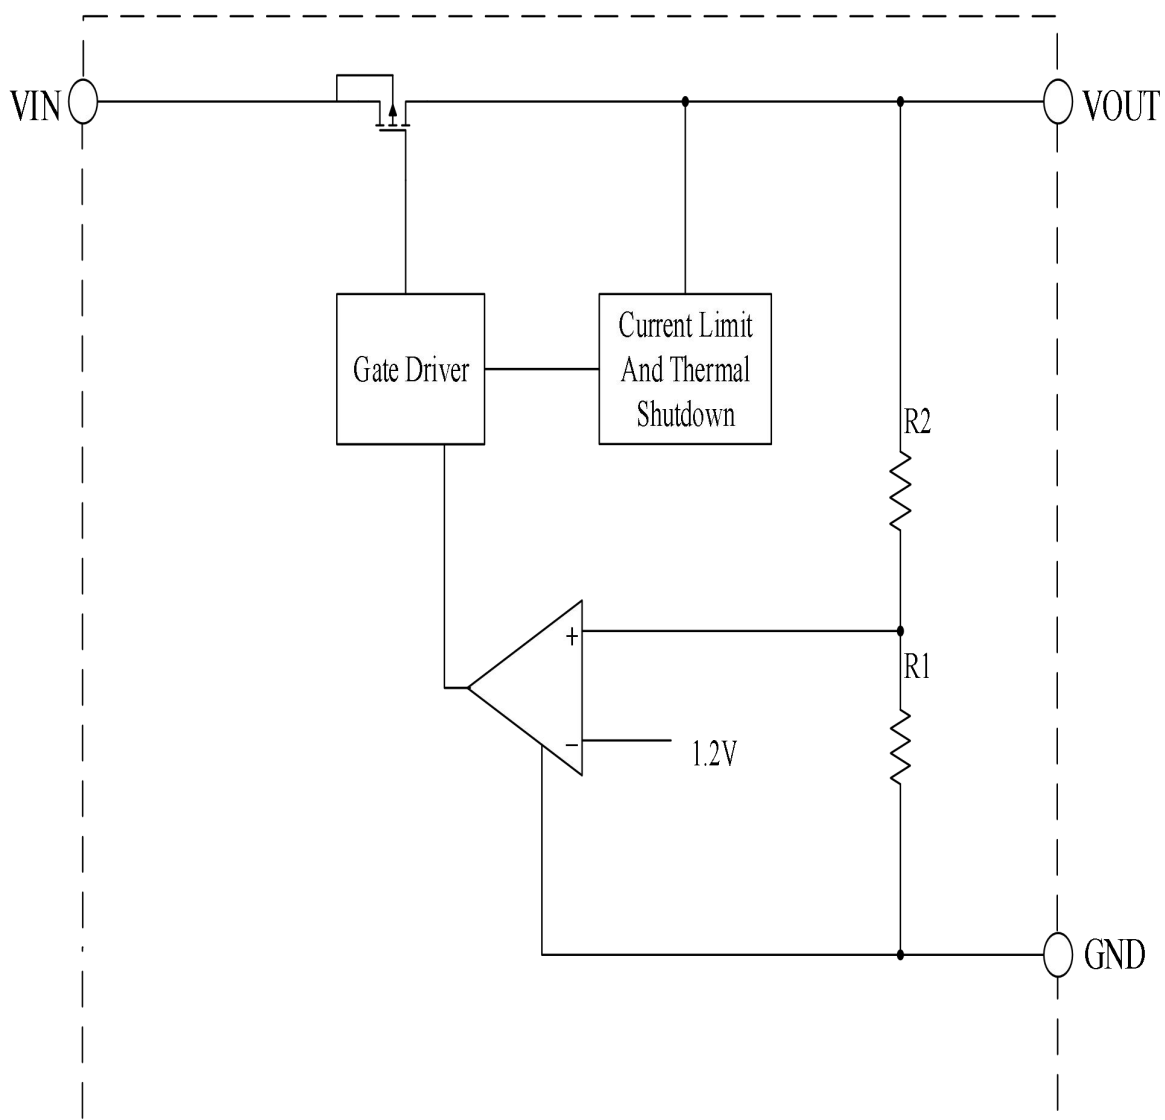 VIN
VOUT
Gate Driver
Current Limit
And Thermal
Shutdown
R2
+
R1
−
1.2V
GND